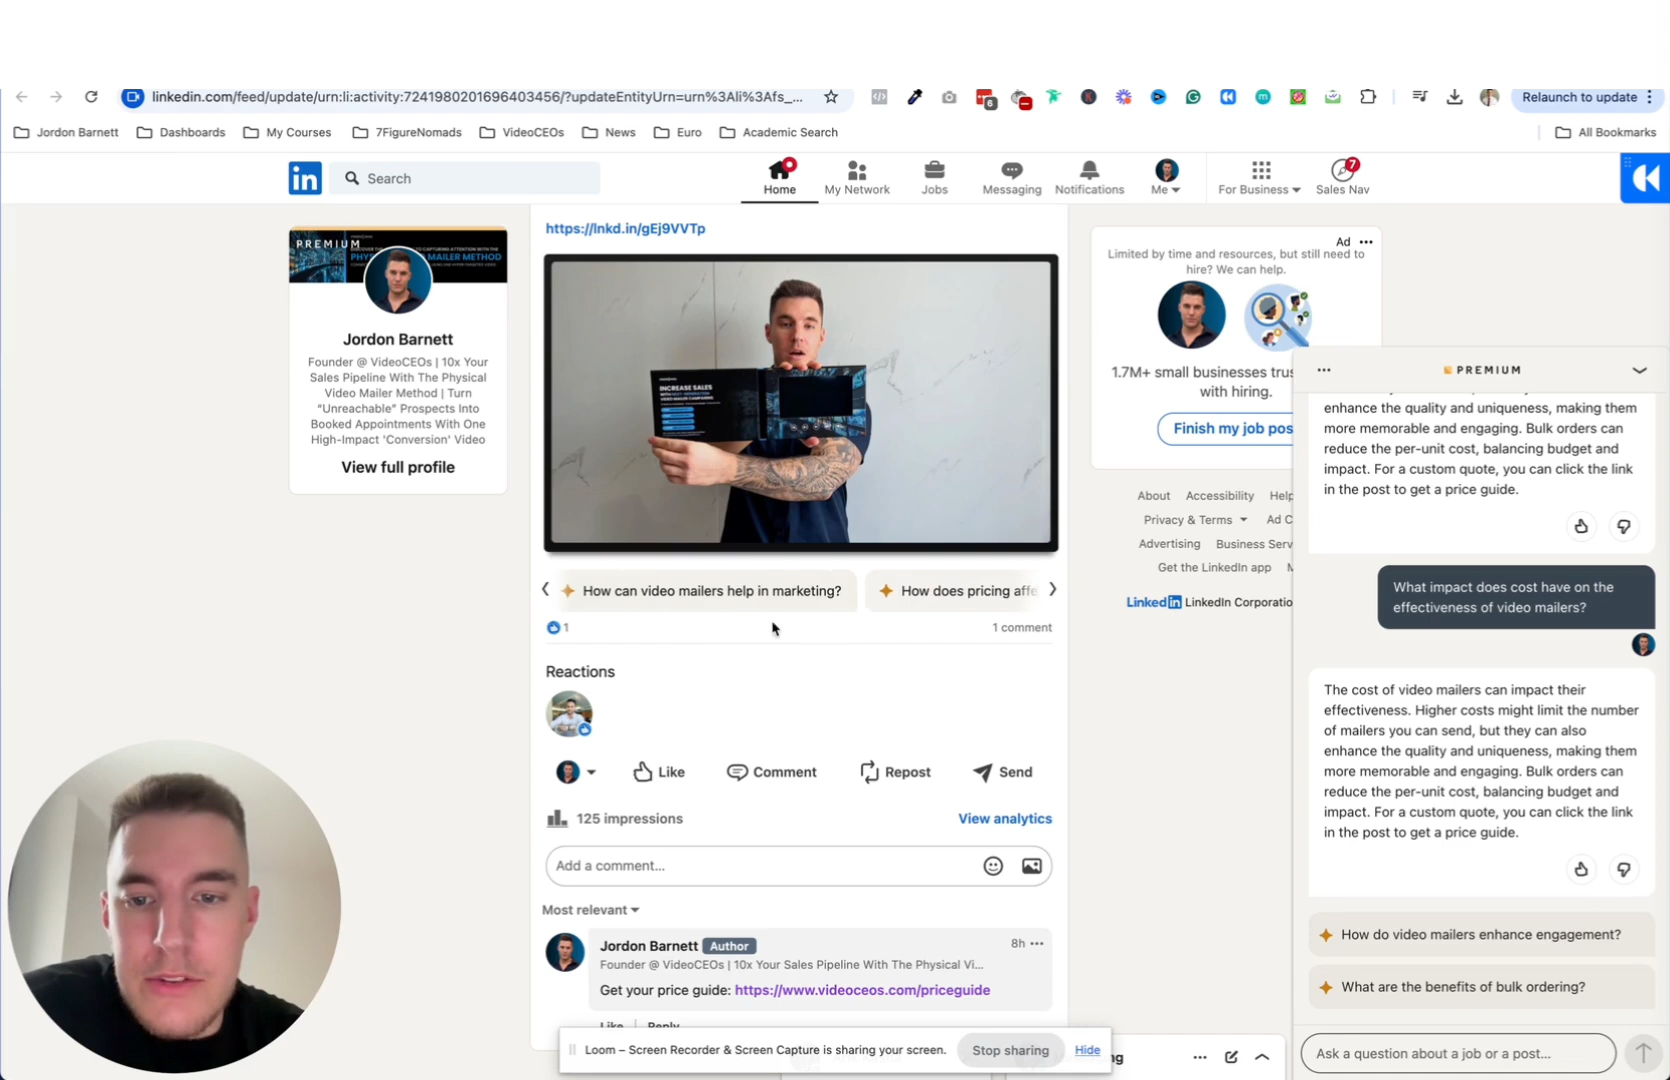 linkedin.com/feed/update/urn:li:activity:7241980201696403456/?updateEntityUrn=urn%3Ali%3Afs_...
6
Relaunch to update
Jordon Barnett
Dashboards
My Courses
7FigureNomads
VideoCEOs
News
Euro
Academic Search
All Bookmarks
in
Search
Home
My Network
Jobs
Messaging
Notifications
Me
For Business
7
Sales Nav
PREMIUM
Jordon Barnett
Founder @ VideoCEOs | 10x Your
Sales Pipeline With The Physical
Video Mailer Method | Turn
“Unreachable” Prospects Into
Booked Appointments With One
High-Impact 'Conversion' Video
View full profile
https://lnkd.in/gEj9VVTp
INCREASE SALES
How can video mailers help in marketing?
How does pricing affe
1
1 comment
Reactions
Like
Comment
Repost
Send
125 impressions
View analytics
Add a comment...
Most relevant
Jordon Barnett Author
8h
Founder @ VideoCEOs | 10x Your Sales Pipeline With The Physical Vi...
Get your price guide: https://www.videoceos.com/priceguide
Like
Reply
Loom – Screen Recorder & Screen Capture is sharing your screen.
Stop sharing
Hide
Ad
Limited by time and resources, but still need to
hire? We can help.
1.7M+ small businesses trus
with hiring.
Finish my job pos
About
Accessibility
Help
Privacy & Terms
Ad C
Advertising
Business Serv
Get the LinkedIn app
M
LinkedIn LinkedIn Corporatio
PREMIUM
enhance the quality and uniqueness, making them
more memorable and engaging. Bulk orders can
reduce the per-unit cost, balancing budget and
impact. For a custom quote, you can click the link
in the post to get a price guide.
What impact does cost have on the
effectiveness of video mailers?
The cost of video mailers can impact their
effectiveness. Higher costs might limit the number
of mailers you can send, but they can also
enhance the quality and uniqueness, making them
more memorable and engaging. Bulk orders can
reduce the per-unit cost, balancing budget and
impact. For a custom quote, you can click the link
in the post to get a price guide.
How do video mailers enhance engagement?
What are the benefits of bulk ordering?
ng
Ask a question about a job or a post...